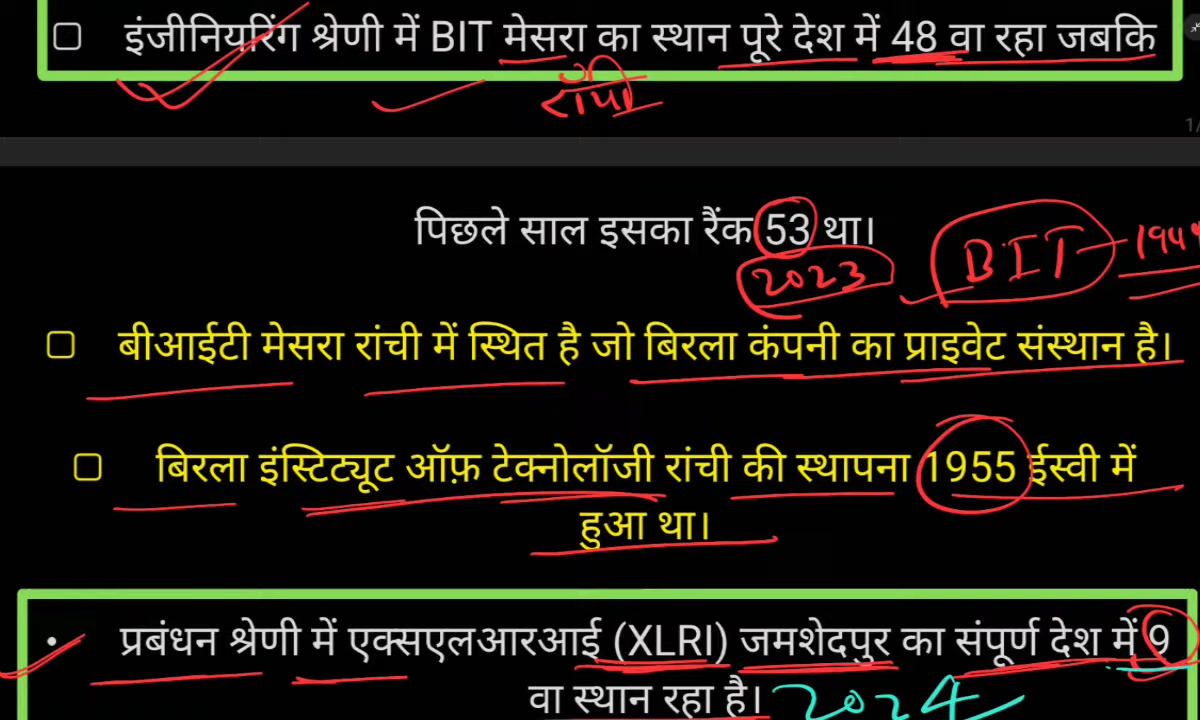 इंजीनियरिंग श्रेणी में BIT मेसरा का स्थान पूरे देश में 48 वा रहा जबकि
राँची
पिछले साल इसका रैंक 53 था।
2023
BIT
बीआईटी मेसरा रांची में स्थित है जो बिरला कंपनी का प्राइवेट संस्थान है।
बिरला इंस्टिट्यूट ऑफ़ टेक्नोलॉजी रांची की स्थापना 1955 ईस्वी में
हुआ था।
प्रबंधन श्रेणी में एक्सएलआरआई (XLRI) जमशेदपुर का संपूर्ण देश में 9
वा स्थान रहा है।
2024